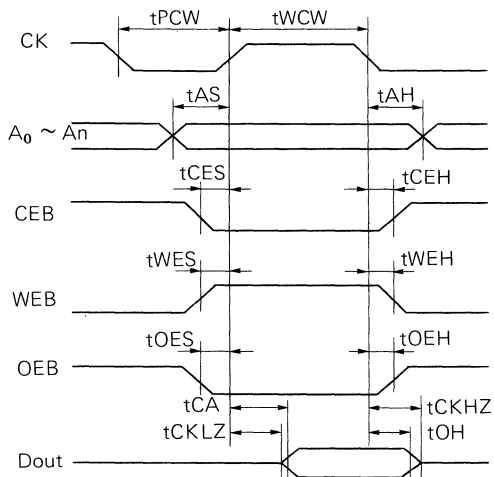 tPCW tWCW
CK
tAS tAH
A₀ ~ An
tCES tCEH
CEB
tWES tWEH
WEB
tOES tOEH
OEB
tCA tCKHZ
tCKLZ tOH
Dout